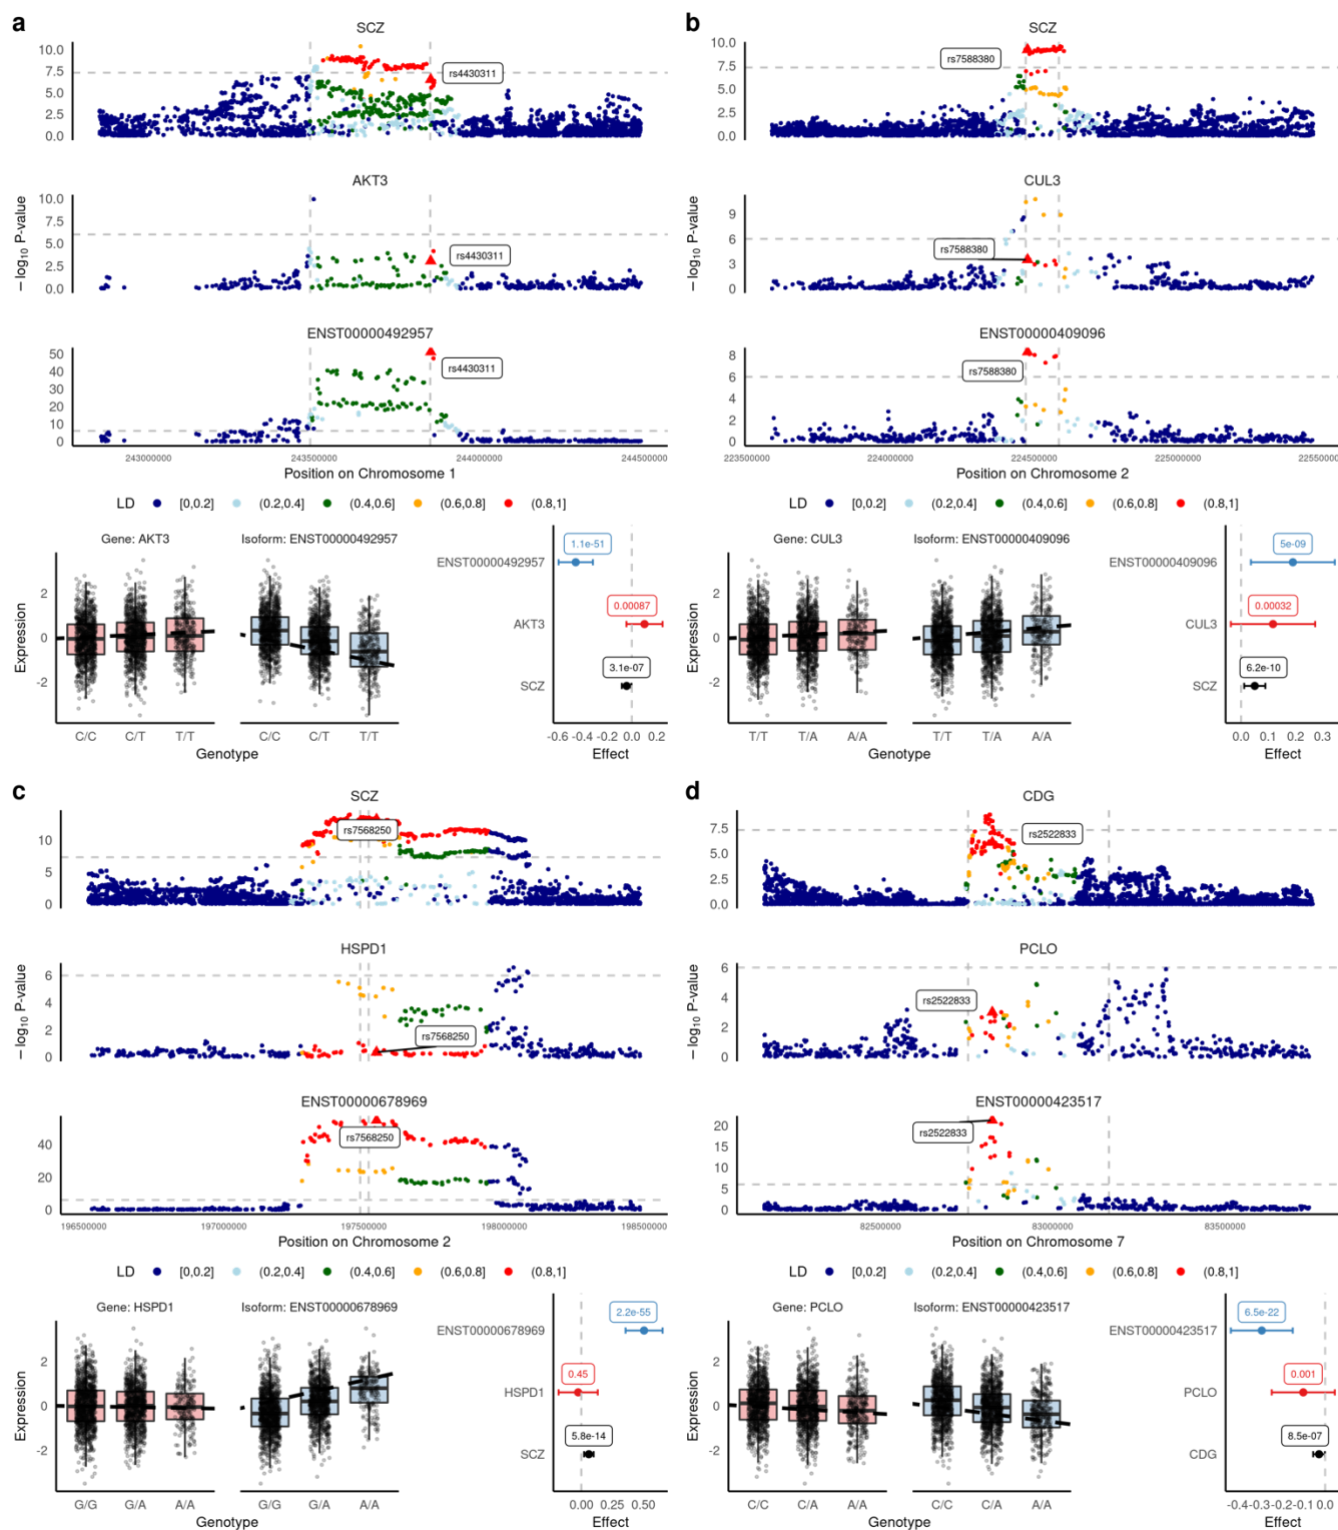 a
SCZ
10.0
7.5
5.0
2.5
0.0
rs4430311
AKT3
10.0
7.5
5.0
2.5
0.0
− log10 P-value
rs4430311
ENST00000492957
50
40
30
20
10
0
rs4430311
243000000 243500000 244000000 244500000
Position on Chromosome 1
LD [0,0.2] (0.2,0.4] (0.4,0.6] (0.6,0.8] (0.8,1]
Gene: AKT3
Isoform: ENST00000492957
Expression
2
0
-2
C/C C/T T/T
C/C C/T T/T
Genotype
ENST00000492957
AKT3
SCZ
1.1e-51
0.00087
3.1e-07
-0.6 -0.4 -0.2 0.0 0.2
Effect
b
SCZ
10.0
7.5
5.0
2.5
0.0
rs7588380
CUL3
9
6
3
0
− log10 P-value
rs7588380
ENST00000409096
8
6
4
2
0
rs7588380
223500000 224000000 224500000 225000000 225500000
Position on Chromosome 2
LD [0,0.2] (0.2,0.4] (0.4,0.6] (0.6,0.8] (0.8,1]
Gene: CUL3
Isoform: ENST00000409096
Expression
2
0
-2
T/T T/A A/A
T/T T/A A/A
Genotype
ENST00000409096
CUL3
SCZ
5e-09
0.00032
6.2e-10
0.0 0.1 0.2 0.3
Effect
c
SCZ
10
5
0
rs7568250
HSPD1
6
4
2
0
− log10 P-value
rs7568250
ENST00000678969
40
20
0
rs7568250
196500000 197000000 197500000 198000000 198500000
Position on Chromosome 2
LD [0,0.2] (0.2,0.4] (0.4,0.6] (0.6,0.8] (0.8,1]
Gene: HSPD1
Isoform: ENST00000678969
Expression
2
0
-2
G/G G/A A/A
G/G G/A A/A
Genotype
ENST00000678969
HSPD1
SCZ
2.2e-55
0.45
5.8e-14
0.00 0.25 0.50
Effect
d
CDG
7.5
5.0
2.5
0.0
rs2522833
PCLO
6
4
2
0
− log10 P-value
rs2522833
ENST00000423517
20
15
10
5
0
rs2522833
82500000 83000000 83500000
Position on Chromosome 7
LD [0,0.2] (0.2,0.4] (0.4,0.6] (0.6,0.8] (0.8,1]
Gene: PCLO
Isoform: ENST00000423517
Expression
2
0
-2
C/C C/A A/A
C/C C/A A/A
Genotype
ENST00000423517
PCLO
CDG
6.5e-22
0.001
8.5e-07
-0.4 -0.3 -0.2 -0.1 0.0
Effect